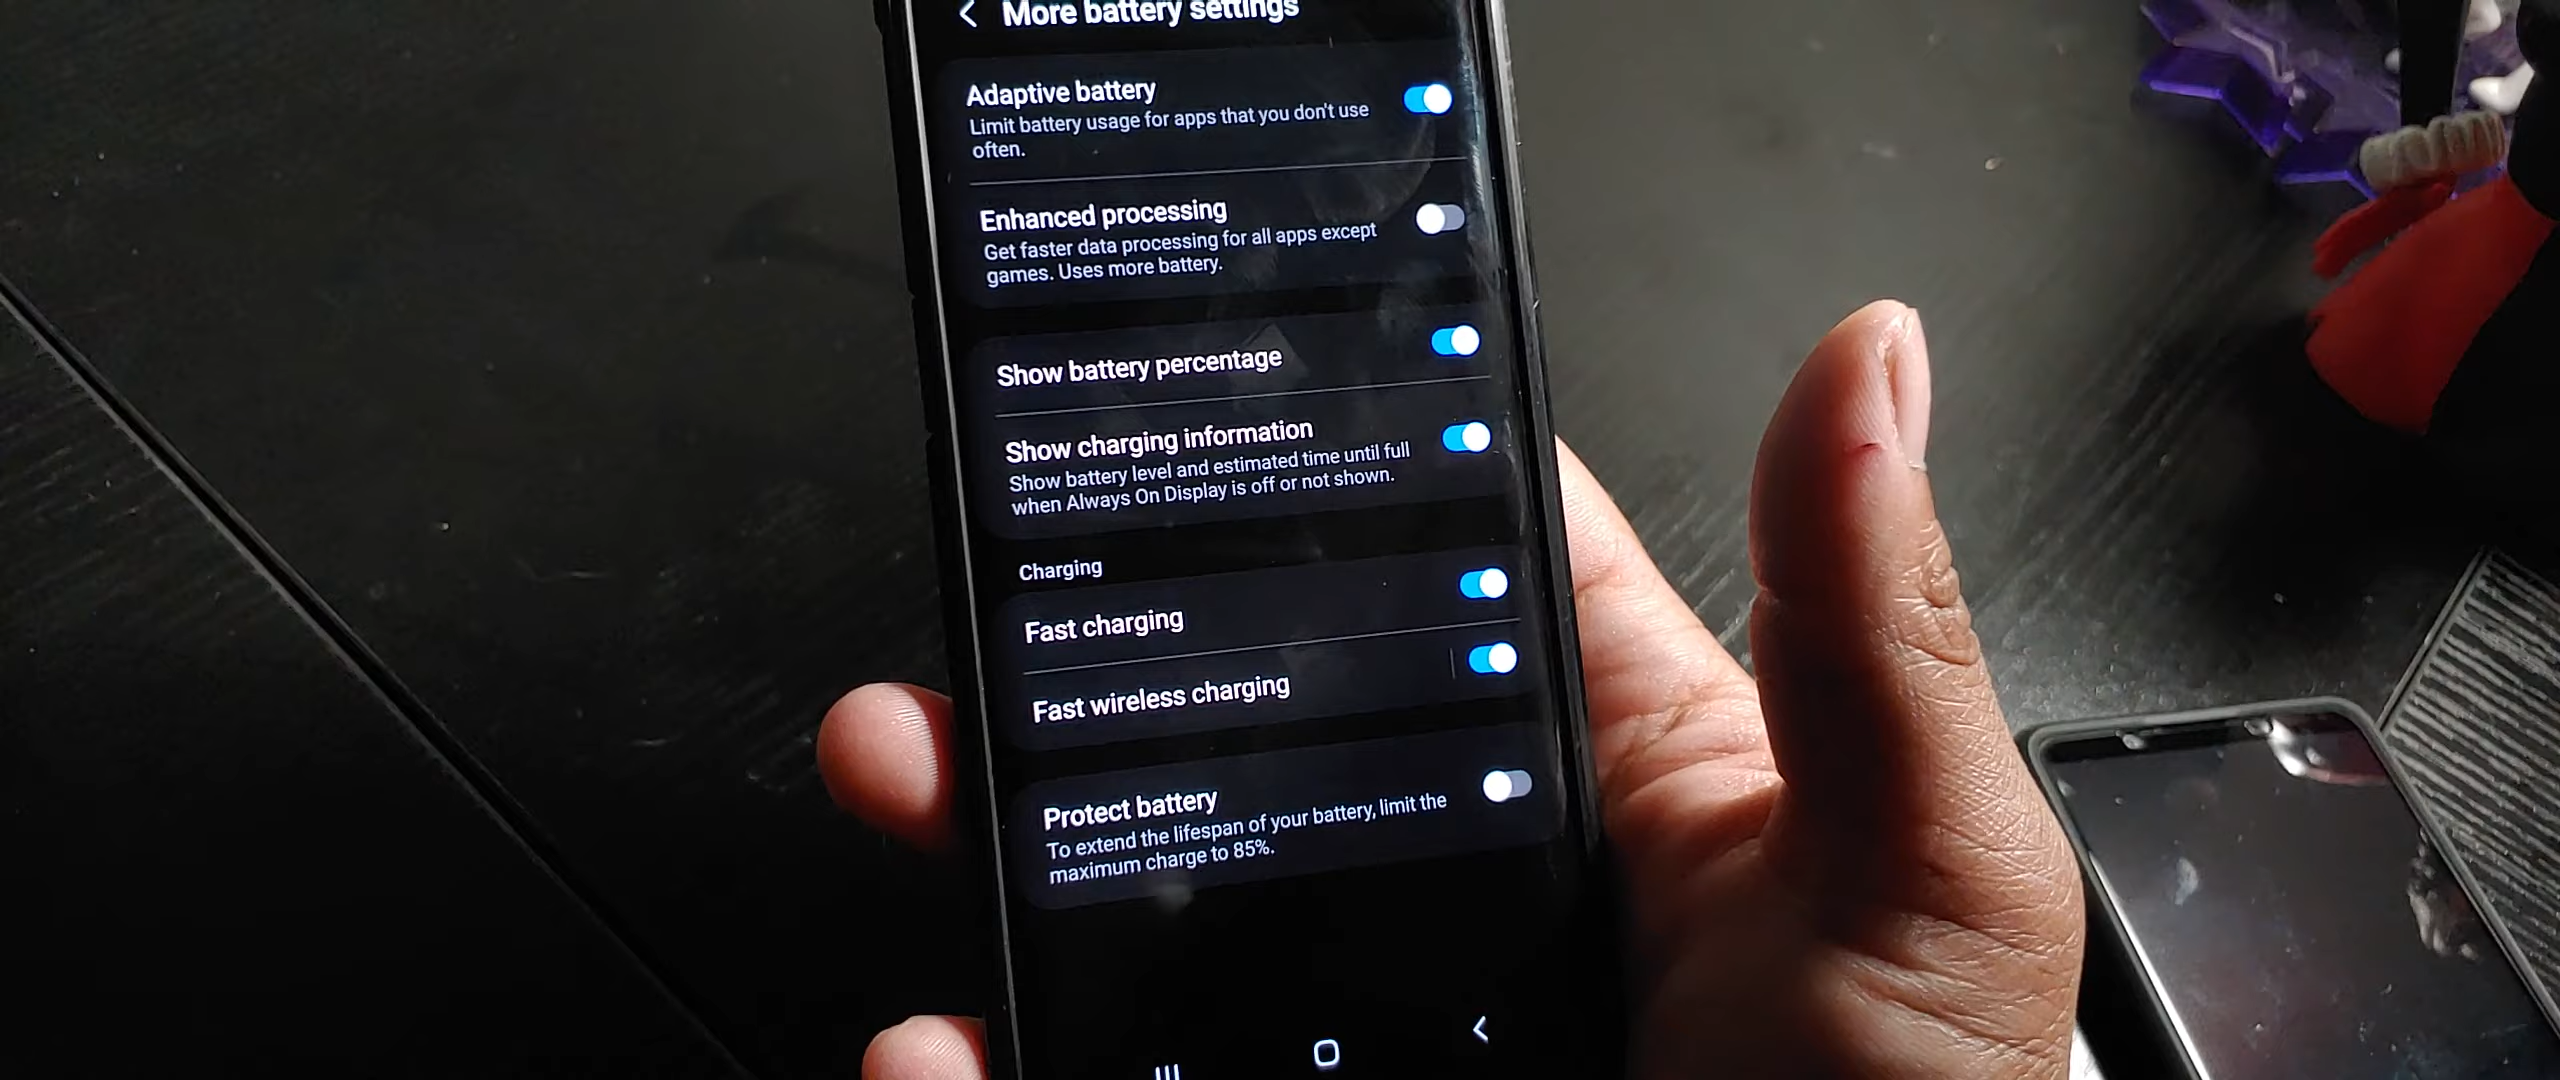 More battery settings
Adaptive battery
Limit battery usage for apps that you don't use
often.
Enhanced processing
Get faster data processing for all apps except
games. Uses more battery.
Show battery percentage
Show charging information
Show battery level and estimated time until full
when Always On Display is off or not shown.
Charging
Fast charging
Fast wireless charging
Protect battery
To extend the lifespan of your battery, limit the
maximum charge to 85%.